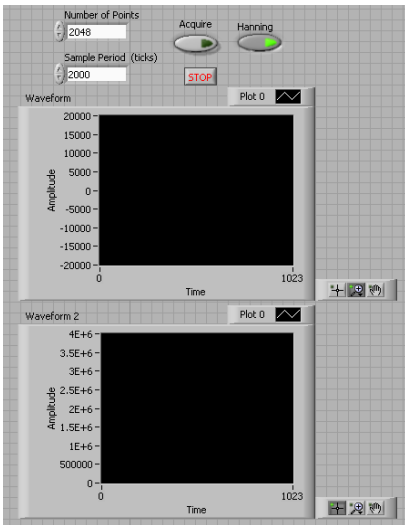 Number of Points
2048
Acquire
Hanning
Sample Period (ticks)
2000
STOP
Waveform
Plot 0
20000
15000
10000
5000
0
-5000
-10000
-15000
-20000
Amplitude
0
1023
Time
Waveform 2
Plot 0
4E+6
3.5E+6
3E+6
2.5E+6
2E+6
1.5E+6
1E+6
500000
0
Amplitude
0
1023
Time